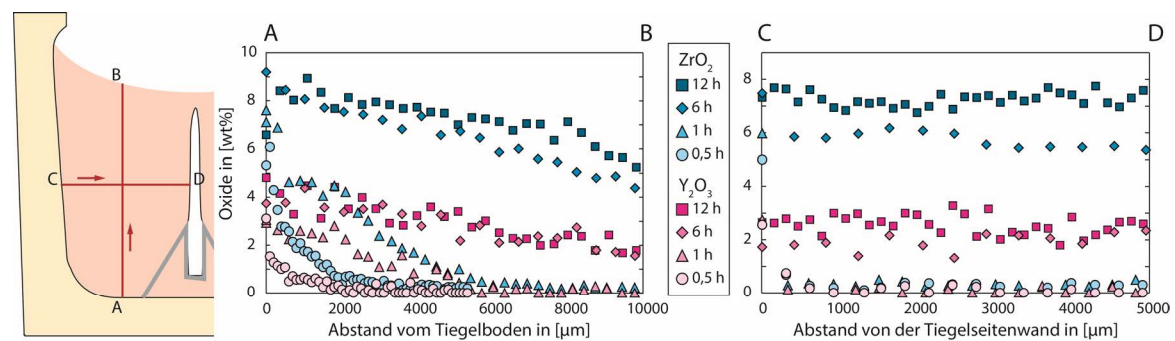 A
B
C
D
B
C
D
A
Oxide in [wt%]
10
8
6
4
2
0
0
2000
4000
6000
8000
10000
Abstand vom Tiegelboden in [µm]
ZrO₂
12 h
6 h
1 h
0,5 h
Y₂O₃
12 h
6 h
1 h
0,5 h
8
6
4
2
0
0
1000
2000
3000
4000
5000
Abstand von der Tiegelseitenwand in [µm]